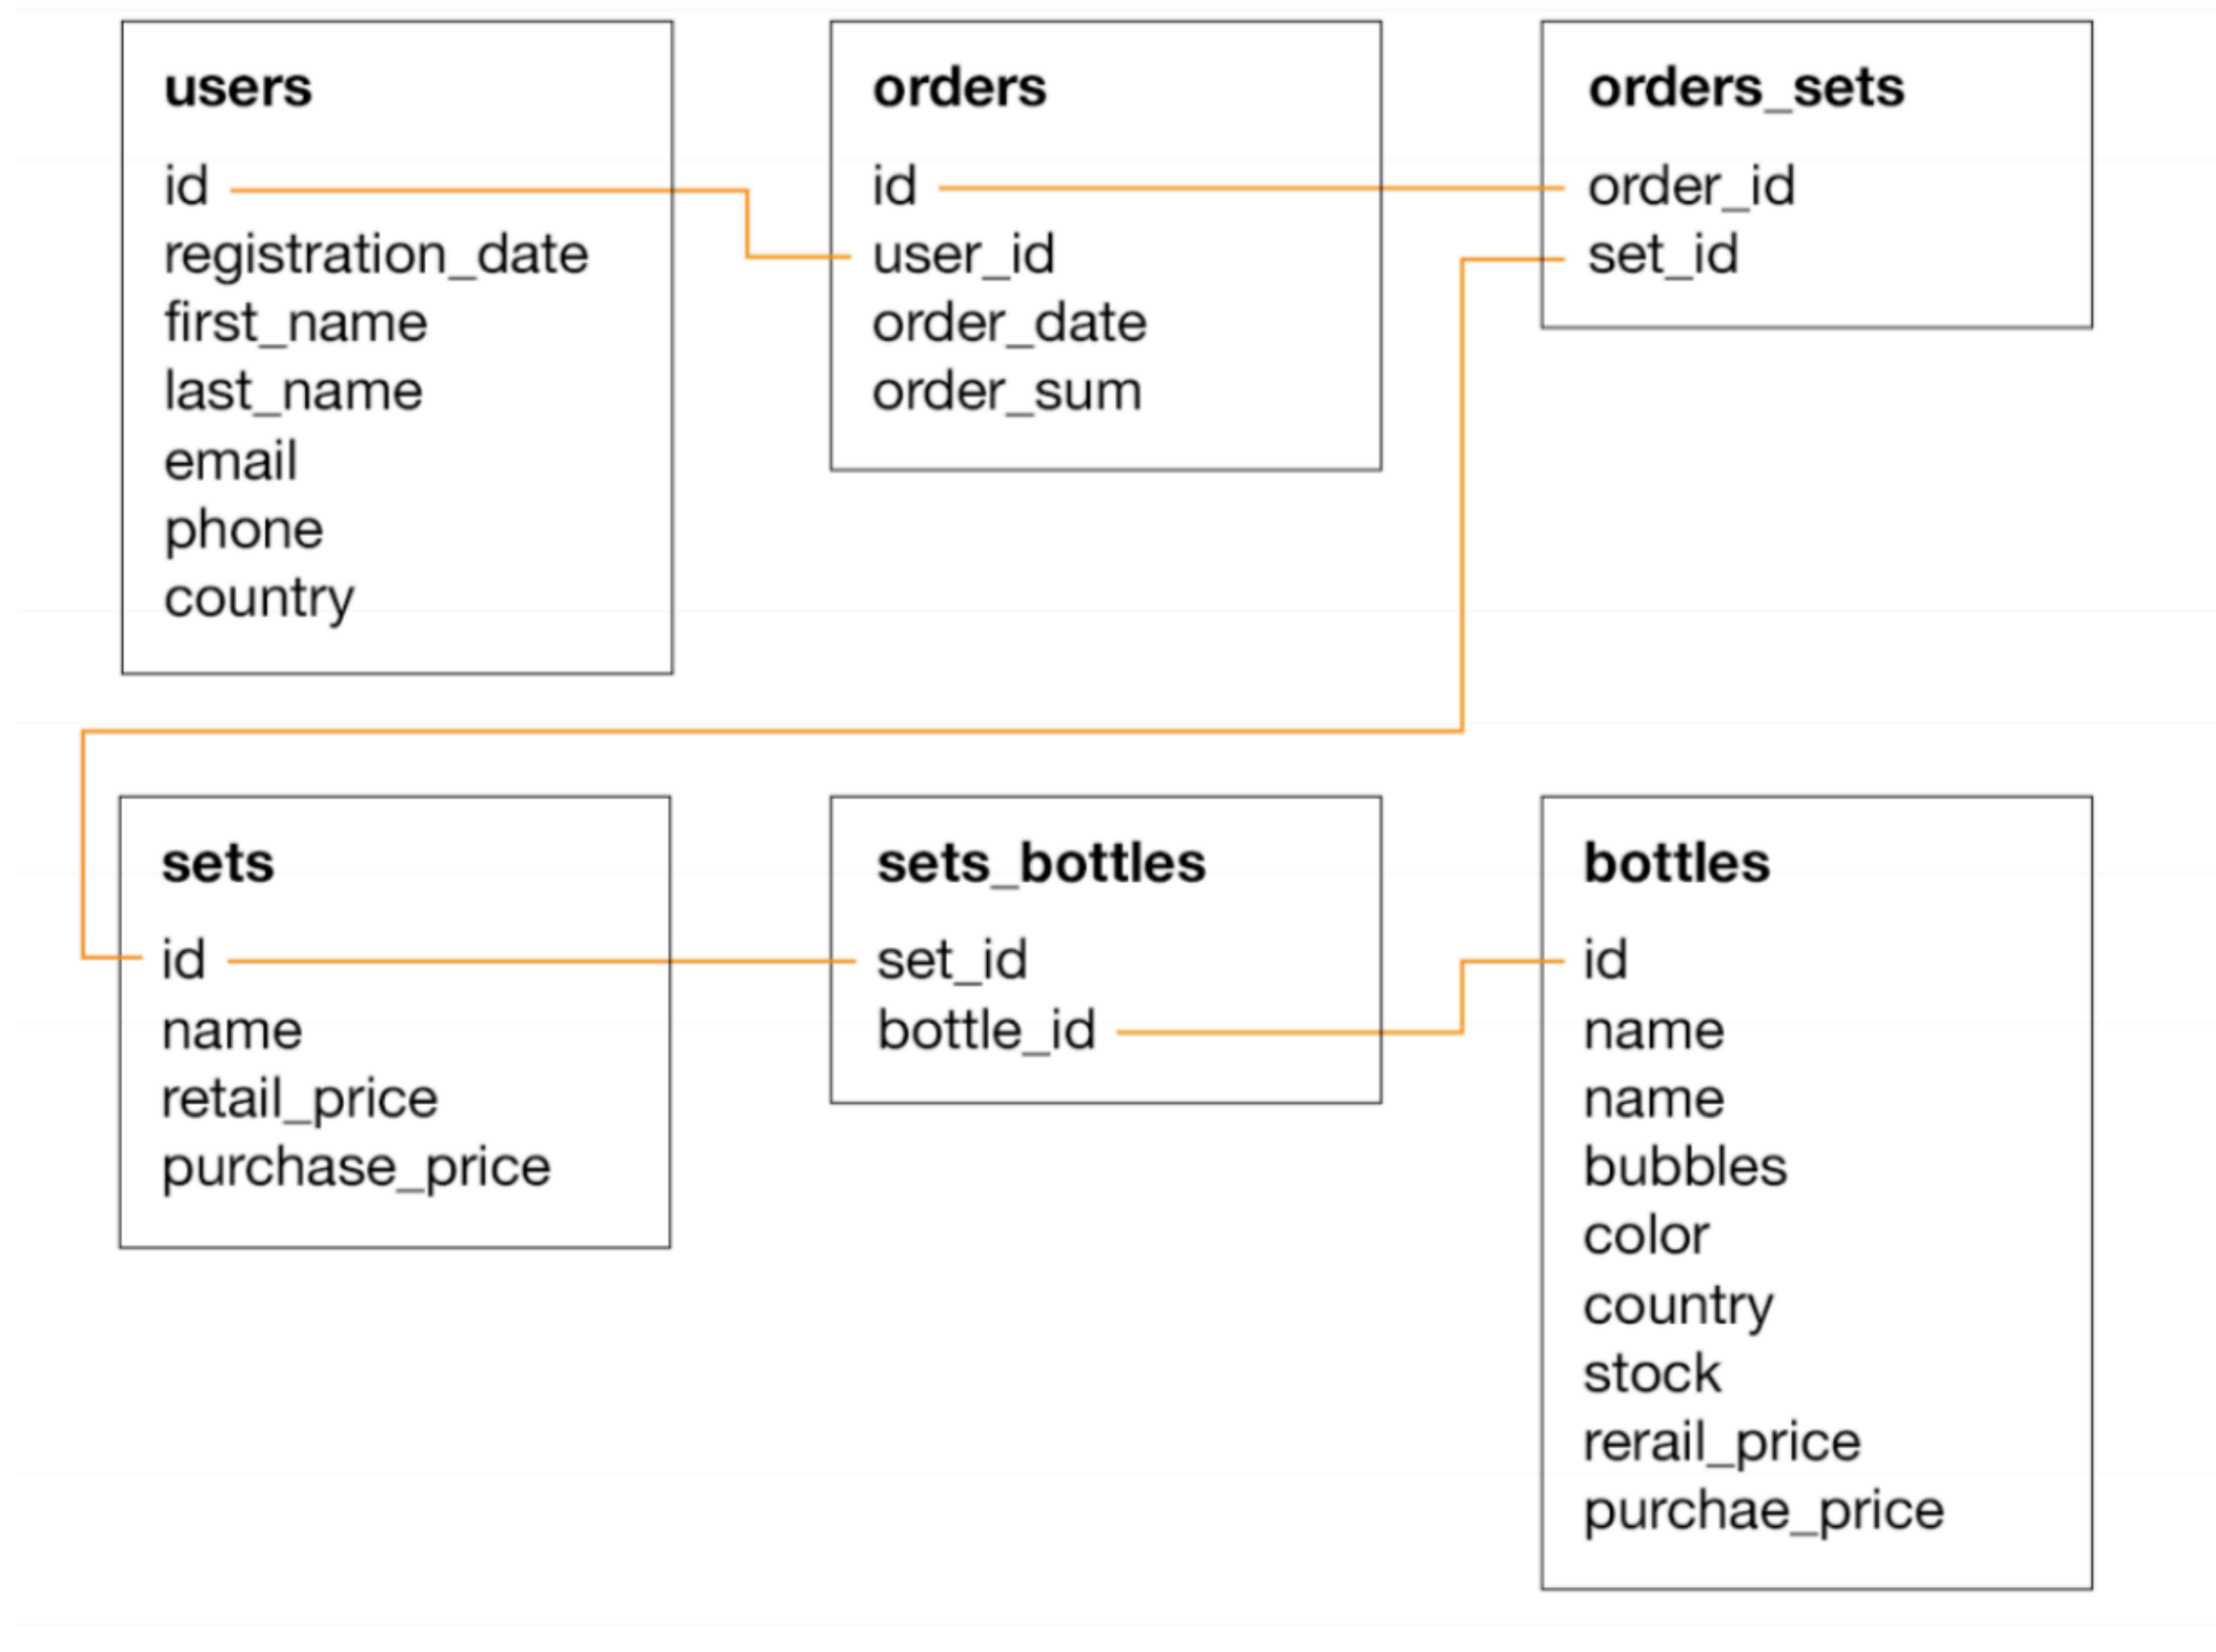 users
id
registration_date
first_name
last_name
email
phone
country
orders
id
user_id
order_date
order_sum
orders_sets
order_id
set_id
sets
id
name
retail_price
purchase_price
sets_bottles
set_id
bottle_id
bottles
id
name
name
bubbles
color
country
stock
rerail_price
purchae_price